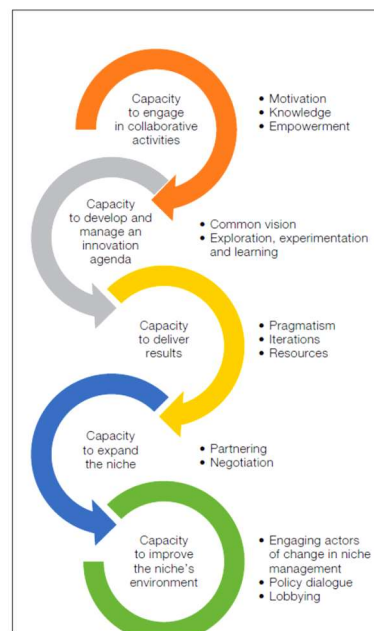 Capacity
to engage
in collaborative
activities
• Motivation
• Knowledge
• Empowerment
Capacity
to develop and
manage an
innovation
agenda
• Common vision
• Exploration, experimentation
and learning
Capacity
to deliver
results
• Pragmatism
• Iterations
• Resources
Capacity
to expand
the niche
• Partnering
• Negotiation
Capacity
to improve
the niche's
environment
• Engaging actors
of change in niche
management
• Policy dialogue
• Lobbying